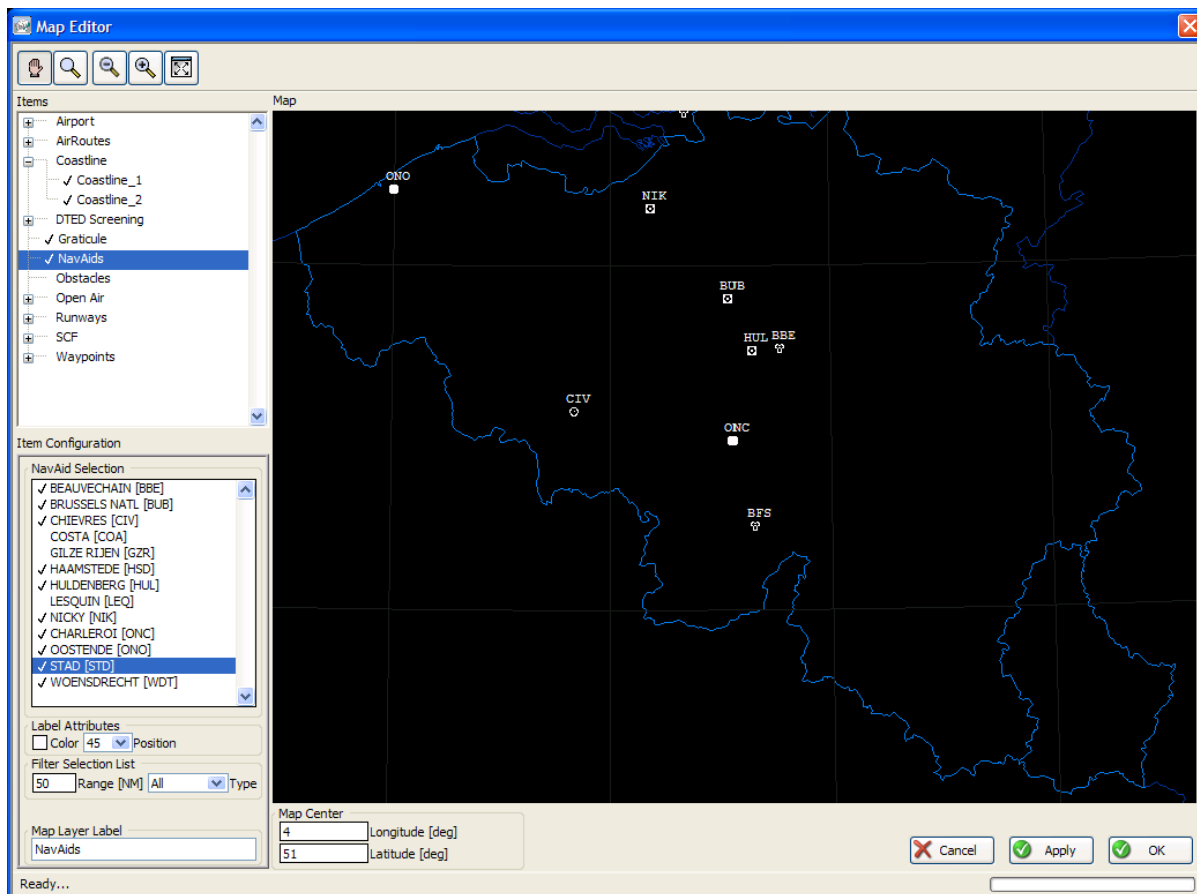 Map Editor
Items
Map
Airport
AirRoutes
Coastline
Coastline_1
Coastline_2
DTED Screening
Graticule
NavAids
Obstacles
Open Air
Runways
SCF
Waypoints
ONO
NIK
BUB
HUL BBE
CIV
ONC
BFS
Item Configuration
NavAid Selection
BEAUVECHAIN [BBE]
BRUSSELS NATL [BUB]
CHIEVRES [CIV]
COSTA [COA]
GILZE RIJEN [GZR]
HAAMSTEDE [HSD]
HULDENBERG [HUL]
LESQUIN [LEQ]
NICKY [NIK]
CHARLEROI [ONC]
OOSTENDE [ONO]
STAD [STD]
WOENSDRECHT [WDT]
Label Attributes
Color 45 Position
Filter Selection List
50 Range [NM] All Type
Map Layer Label
NavAids
Map Center
4 Longitude [deg]
51 Latitude [deg]
Cancel Apply OK
Ready...